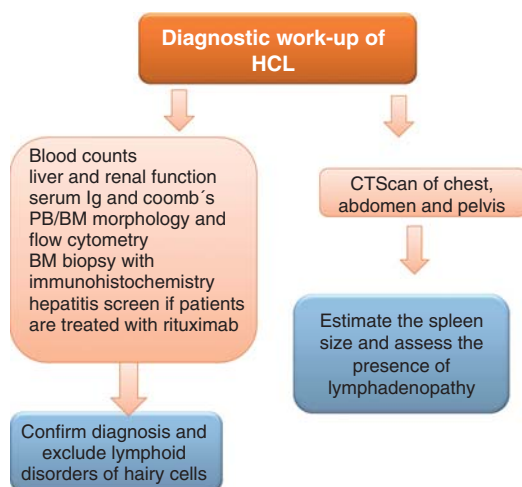 Diagnostic work-up of
HCL
Blood counts
liver and renal function
serum Ig and coomb´s
PB/BM morphology and
flow cytometry
BM biopsy with
immunohistochemistry
hepatitis screen if patients
are treated with rituximab
Confirm diagnosis and
exclude lymphoid
disorders of hairy cells
CTScan of chest,
abdomen and pelvis
Estimate the spleen
size and assess the
presence of
lymphadenopathy